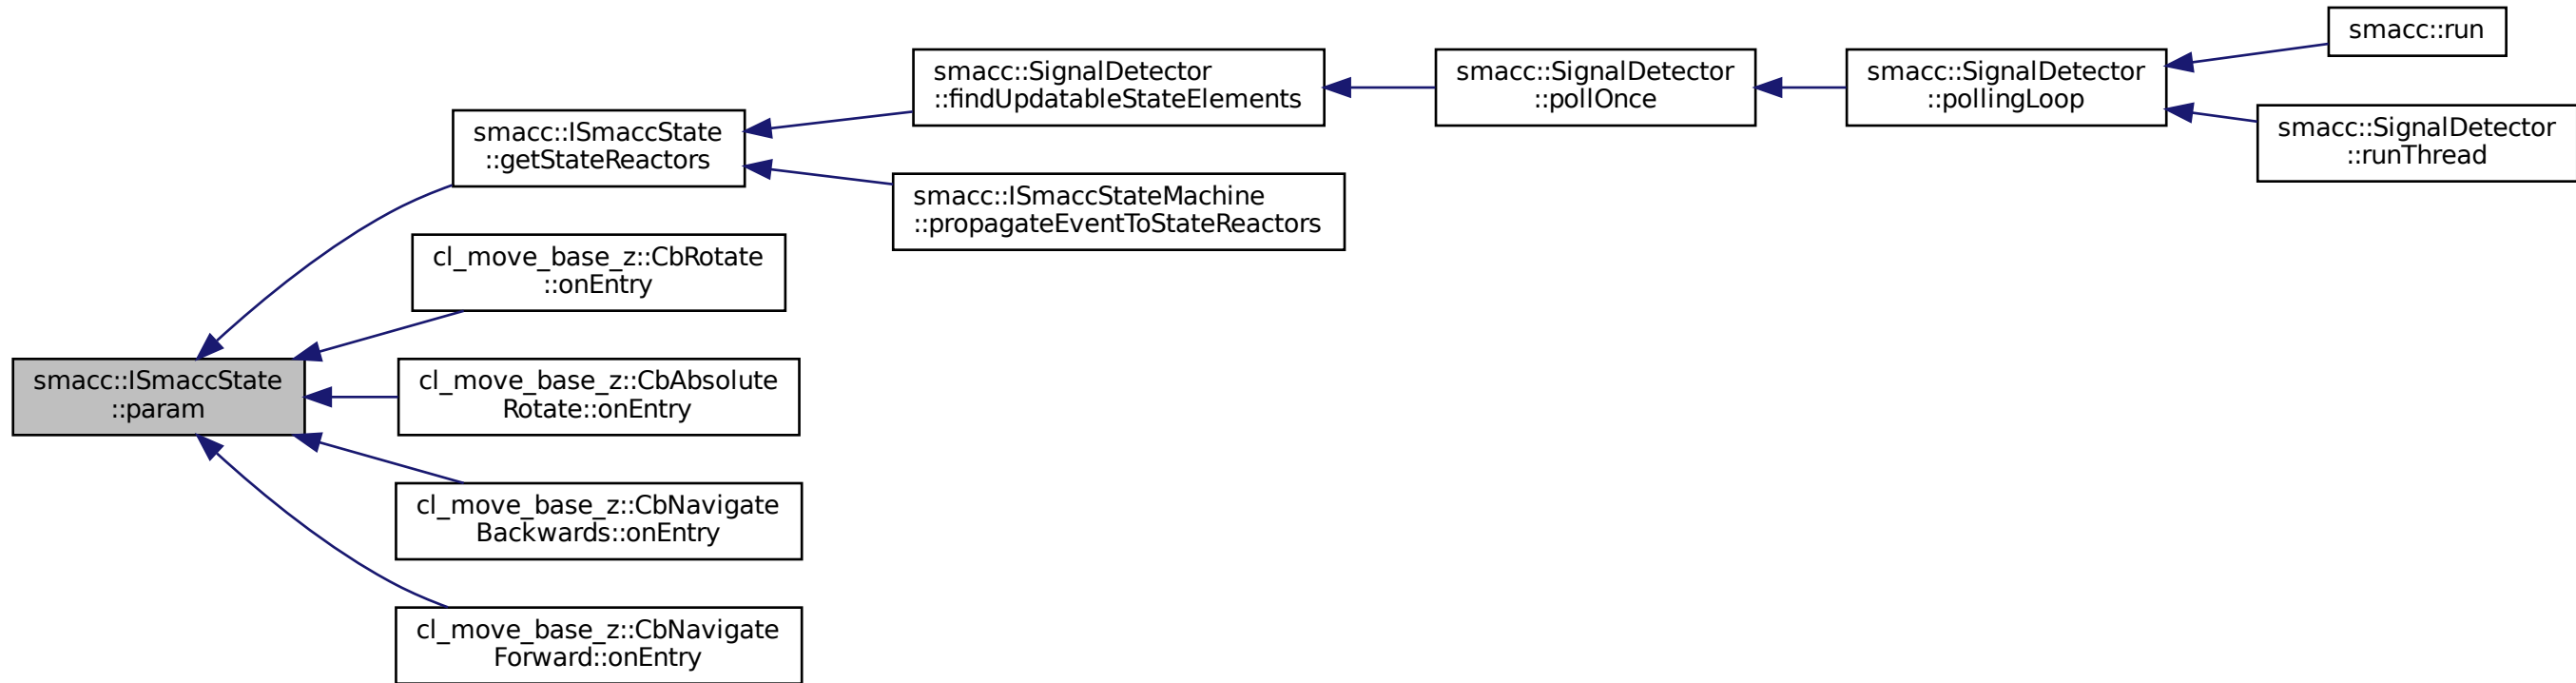 smacc::run
smacc::SignalDetector
::findUpdatableStateElements
smacc::SignalDetector
::pollOnce
smacc::SignalDetector
::pollingLoop
smacc::SignalDetector
::runThread
smacc::ISmaccState
::getStateReactors
smacc::ISmaccStateMachine
::propagateEventToStateReactors
cl_move_base_z::CbRotate
::onEntry
smacc::ISmaccState
::param
cl_move_base_z::CbAbsolute
Rotate::onEntry
cl_move_base_z::CbNavigate
Backwards::onEntry
cl_move_base_z::CbNavigate
Forward::onEntry